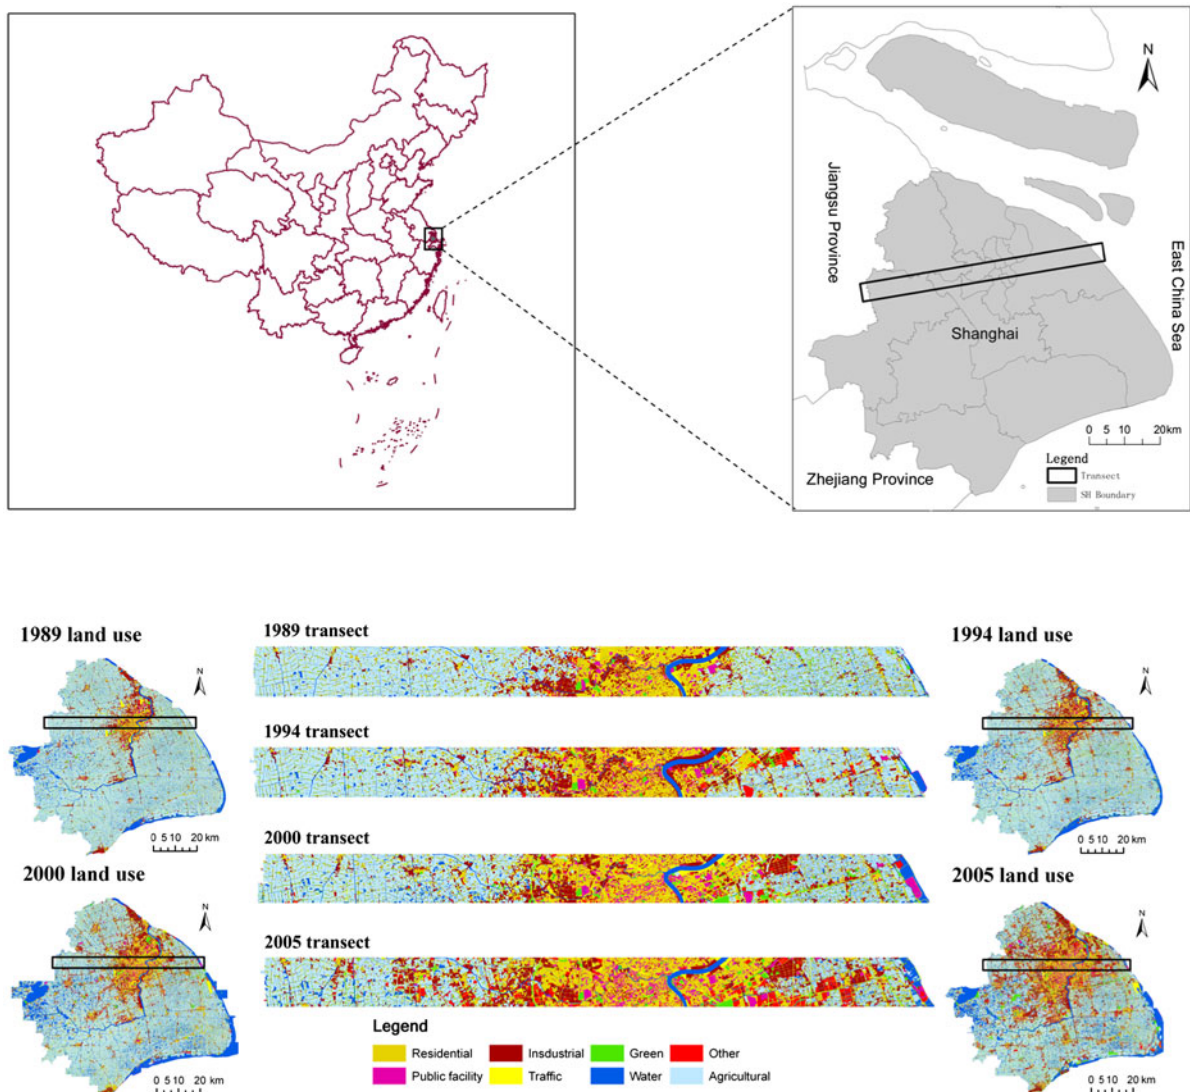 N
Jiangsu Province
East China Sea
Shanghai
0 5 10 20km
Legend
Transect
SH Boundary
Zhejiang Province
1989 land use
N
0 5 10 20 km
1989 transect
1994 transect
2000 transect
2005 transect
1994 land use
N
0 5 10 20 km
2000 land use
N
0 5 10 20 km
2005 land use
N
0 5 10 20 km
Legend
Residential
Insdustrial
Green
Other
Public facility
Traffic
Water
Agricultural